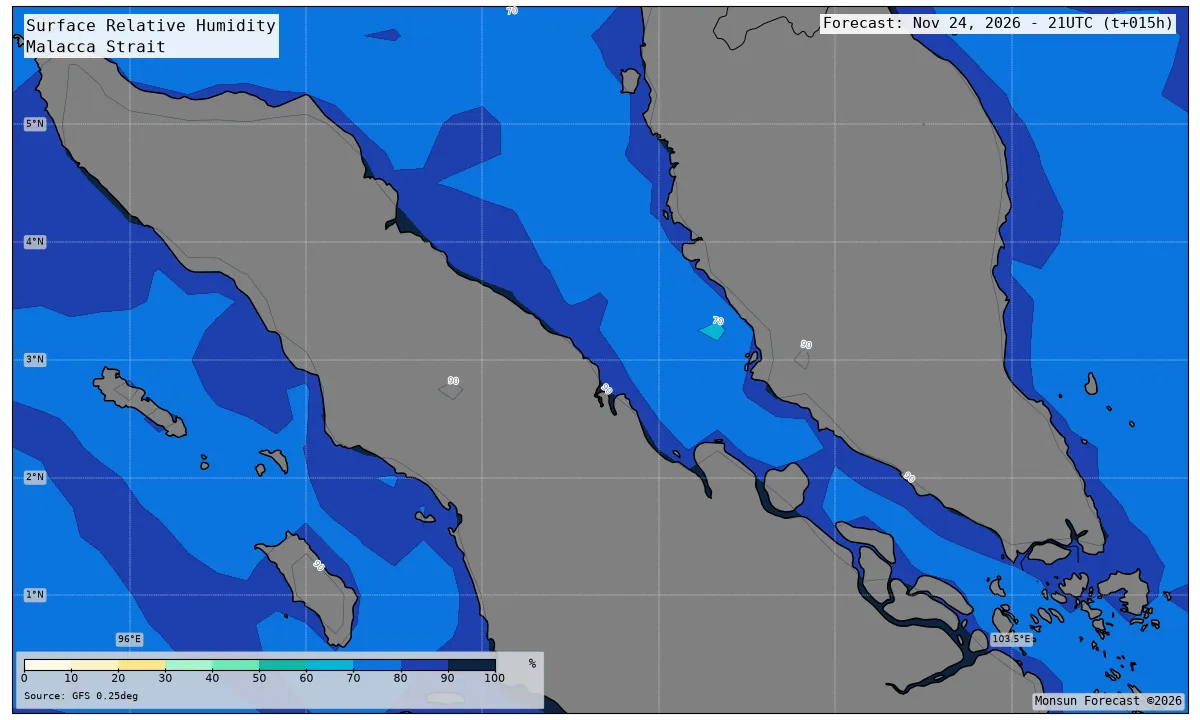 Surface Relative Humidity
Malacca Strait
Forecast: Nov 24, 2026 - 21UTC (t+015h)
70
5°N
4°N
70
90
3°N
90
90
2°N
90
90
1°N
96°E
103.5°E
%
0 10 20 30 40 50 60 70 80 90 100
Source: GFS 0.25deg
Monsun Forecast ©2026